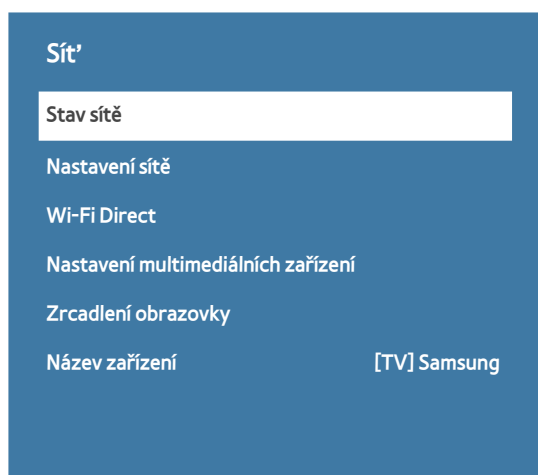 Síť
Stav sítě
Nastavení sítě
Wi-Fi Direct
Nastavení multimediálních zařízení
Zrcadlení obrazovky
Název zařízení [TV] Samsung